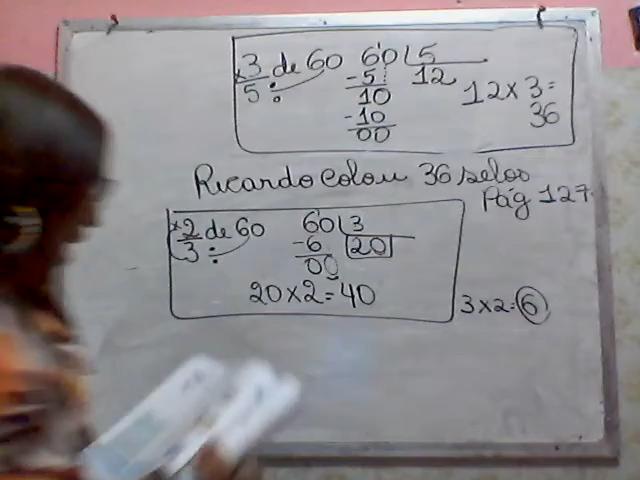 3/5 de 60 60 5
-5 12
10 12x3=
-10 36
00
Ricardo colou 36 selos
Pág 127.
2/3 de 60 60 3
-6 20
00
20x2=40
3x2=6